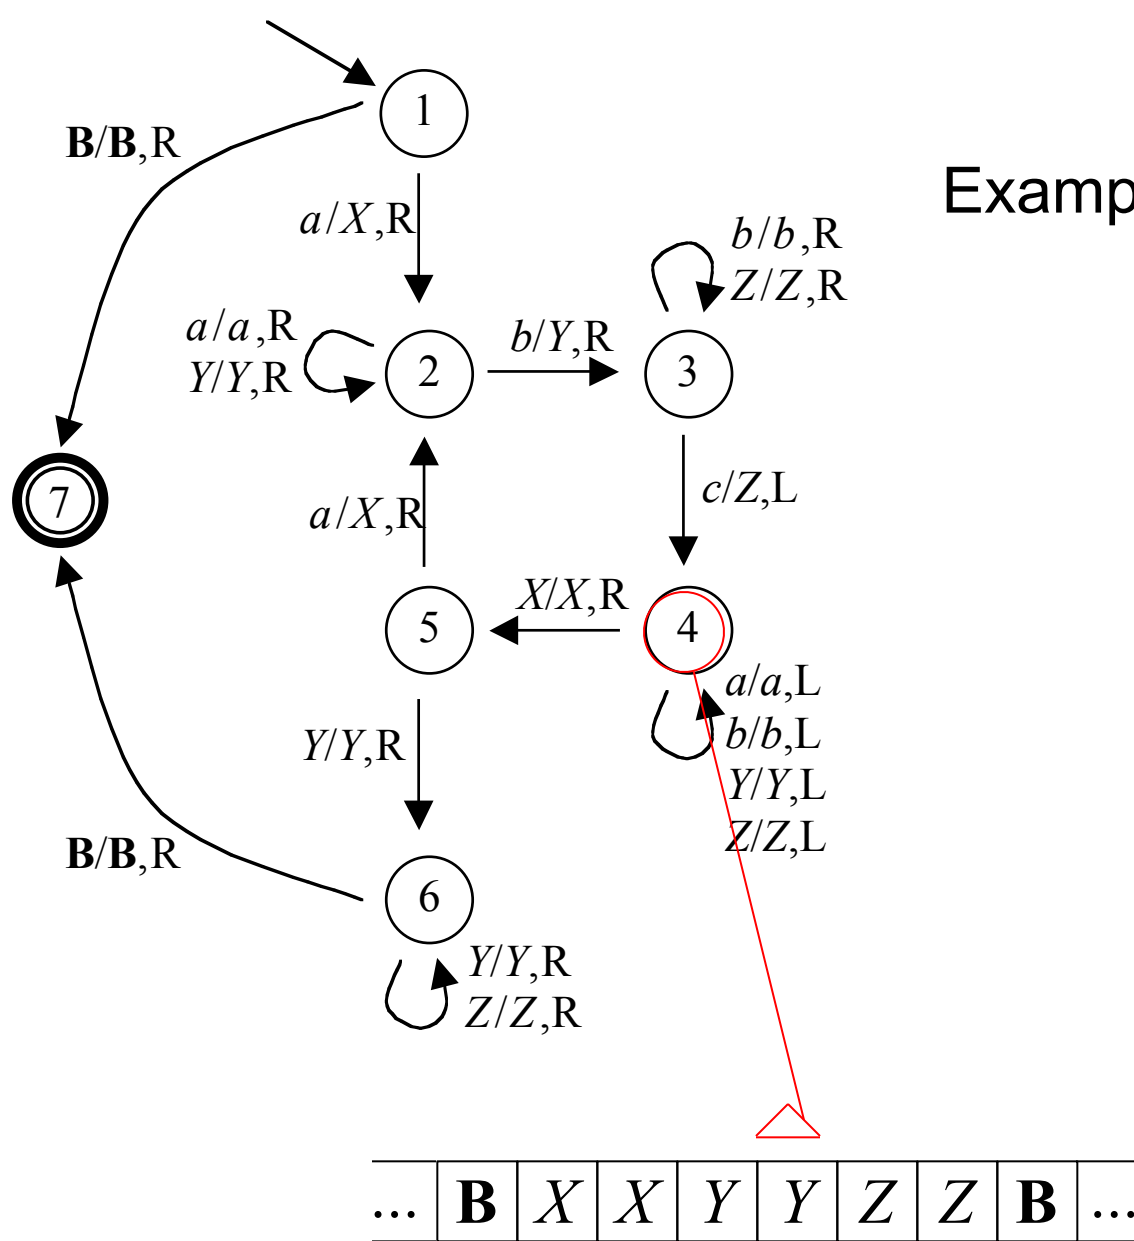 1
B/B,R
Examp
a/X,R
b/b,R
Z/Z,R
a/a,R
Y/Y,R
b/Y,R
2
3
7
a/X,R
c/Z,L
X/X,R
5
4
a/a,L
b/b,L
Y/Y,L
Z/Z,L
Y/Y,R
B/B,R
6
Y/Y,R
Z/Z,R
... B X X Y Y Z Z B ...